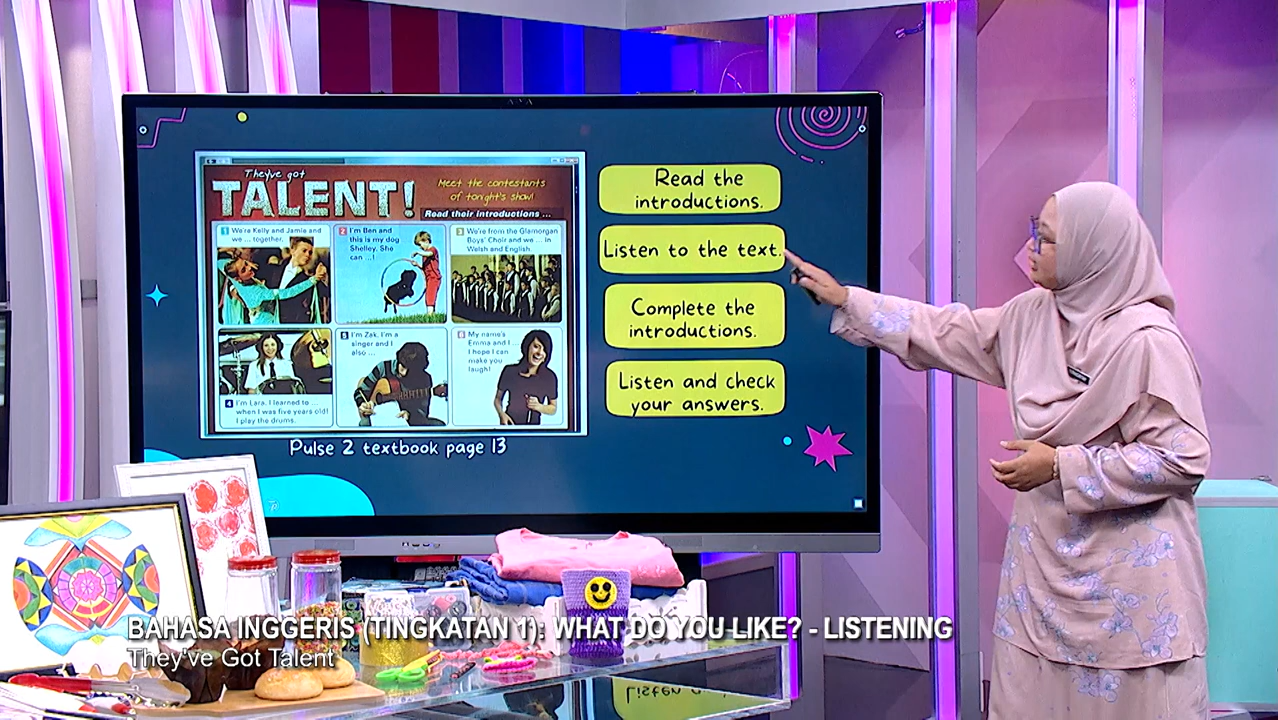 They've got
TALENT!
Meet the contestants
of tonight's show!
Read their introductions ...
1 We're Kelly and Jamie and
we ... together.
2 I'm Ben and
this is my dog
Shelley. She
can ...!
3 We're from the Glamorgan
Boys' Choir and we ... in
Welsh and English.
4 I'm Lara. I learned to ...
when I was five years old!
I play the drums.
5 I'm Zak. I'm a
singer and I
also ...
6 My name's
Emma and I ...
I hope I can
make you
laugh!
Pulse 2 textbook page 13
Read the
introductions.
Listen to the text.
Complete the
introductions.
Listen and check
your answers.
BAHASA INGGERIS (TINGKATAN 1): WHAT DO YOU LIKE? - LISTENING
They've Got Talent